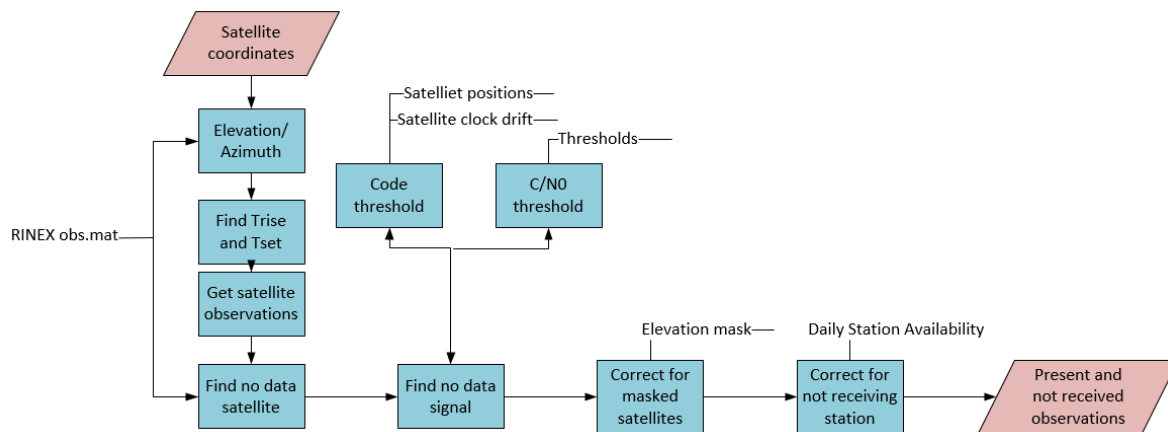 Satellite
coordinates
Satelliet positions
Satellite clock drift
Elevation/
Azimuth
Thresholds
Code
threshold
C/N0
threshold
RINEX obs.mat
Find Trise
and Tset
Get satellite
observations
Elevation mask
Daily Station Availability
Find no data
satellite
Find no data
signal
Correct for
masked
satellites
Correct for
not receiving
station
Present and
not received
observations